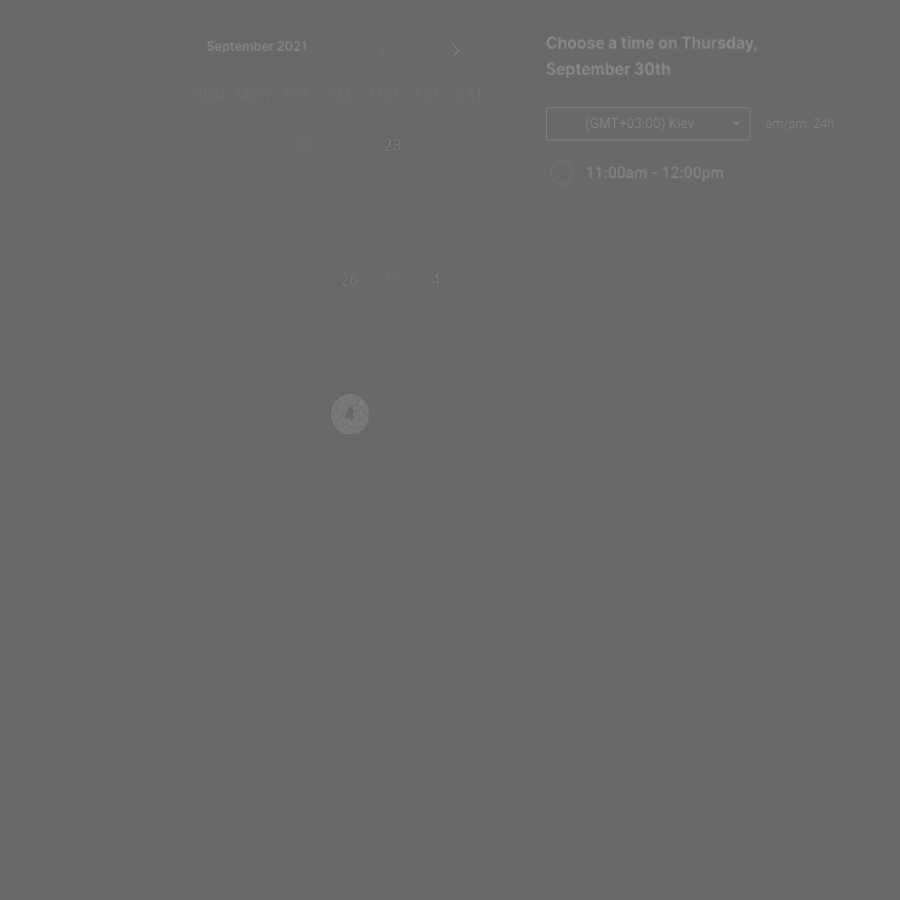 September 2021
SUN MON TUE WED THU FRI SAT
23 23
26 19 4
4
Choose a time on Thursday,
September 30th
(GMT+03:00) Kiev
am/pm 24h
11:00am - 12:00pm